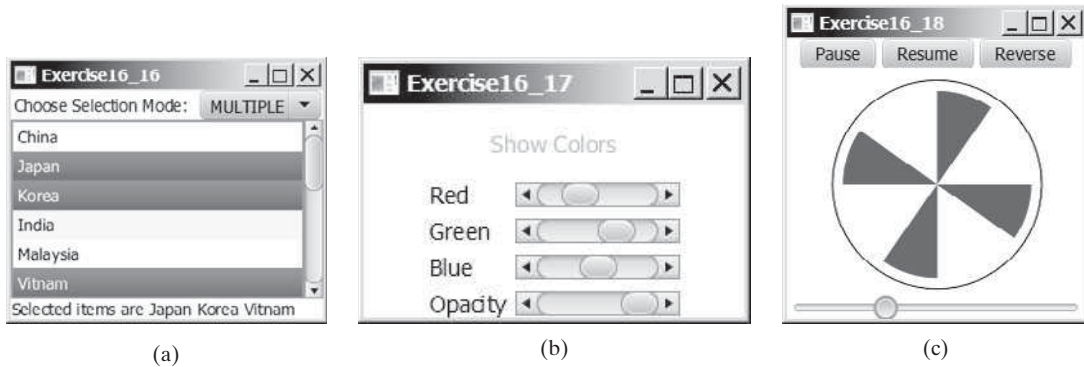 Exercise16_16
Choose Selection Mode: MULTIPLE
China
Japan
Korea
India
Malaysia
Vitnam
Selected items are Japan Korea Vitnam
(a)
Exercise16_17
Show Colors
Red
Green
Blue
Opacity
(b)
Exercise16_18
Pause Resume Reverse
(c)